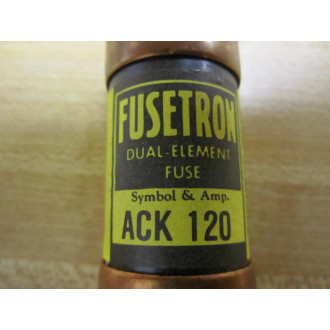 FUSETRON
DUAL-ELEMENT
FUSE
Symbol & Amp.
ACK 120